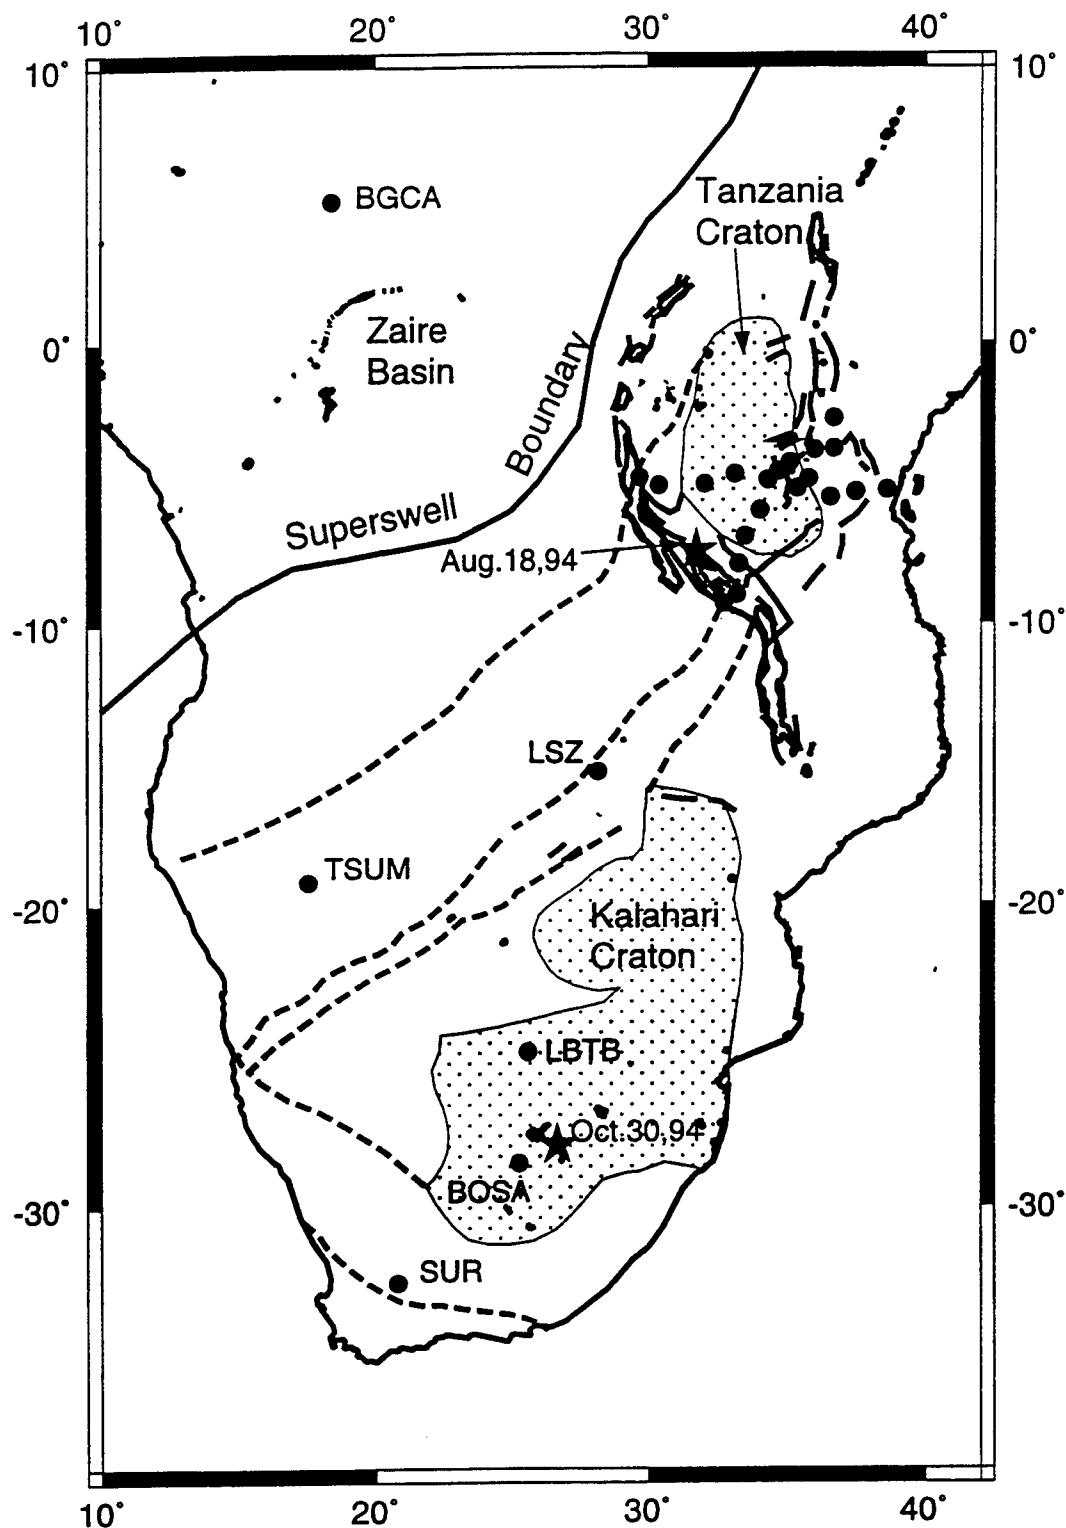 10° 30° 40°
10° 10°
BGCA
Tanzania
Craton
Zaire
Basin
0° 0°
Boundary
Superswell
Aug.18,94
-10° -10°
LSZ
TSUM
-20° -20°
Kalahari
Craton
LBTB
Oct.30,94
BOSA
-30° -30°
SUR
10° 20° 30° 40°